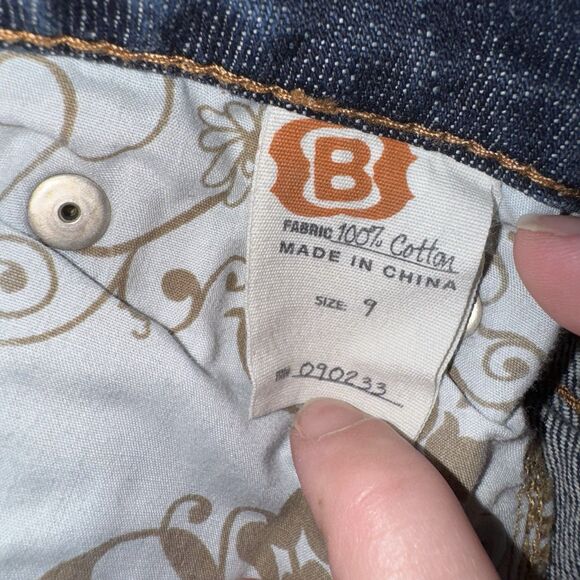 B
FABRIC 100% Cotton
MADE IN CHINA
SIZE: 9
090233